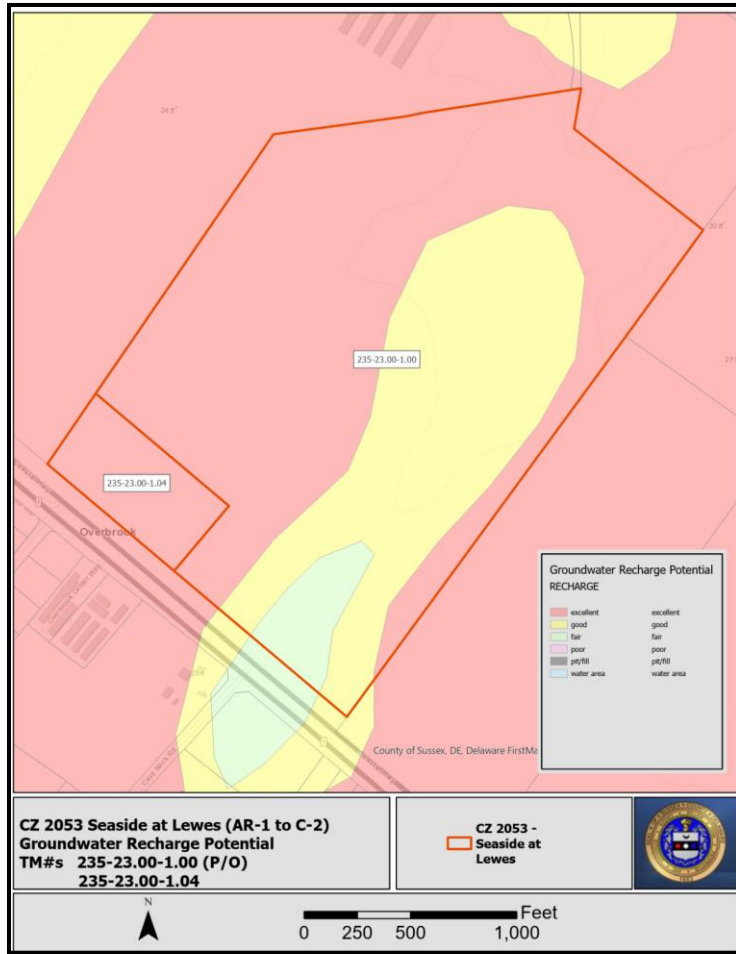 24 ft
20 ft
235-23.00-1.00
235-23.00-1.04
Overbrook
Groundwater Recharge Potential
RECHARGE
excellent excellent
good good
fair fair
poor poor
pit/fill pit/fill
water area water area
County of Sussex, DE, Delaware FirstMa
CZ 2053 Seaside at Lewes (AR-1 to C-2)
Groundwater Recharge Potential
TM#s 235-23.00-1.00 (P/O)
235-23.00-1.04
CZ 2053 -
Seaside at
Lewes
N
Feet
0 250 500 1,000